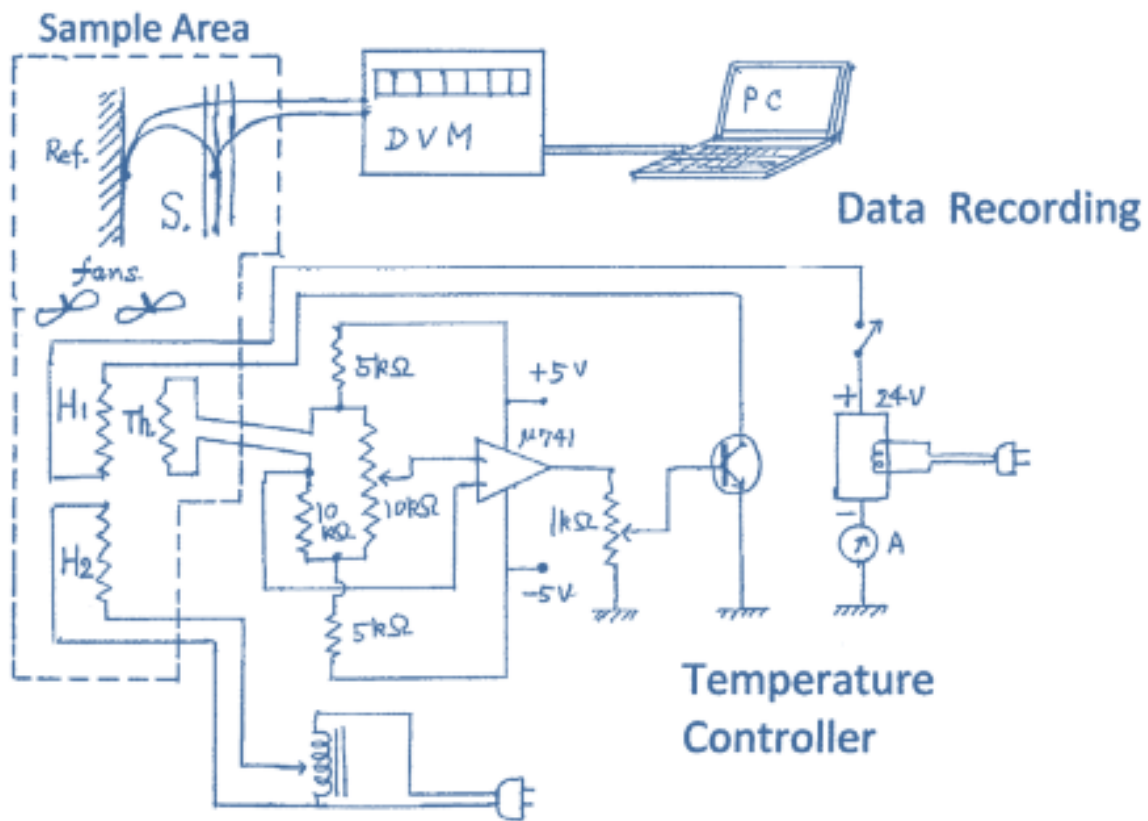 Sample Area
Ref.
S.
DVM
PC
Data Recording
fans.
5kΩ
+5V
24V
H1
Th.
μ741
+
10
kΩ
10kΩ
1kΩ
-
A
H2
-5V
5kΩ
Temperature
Controller